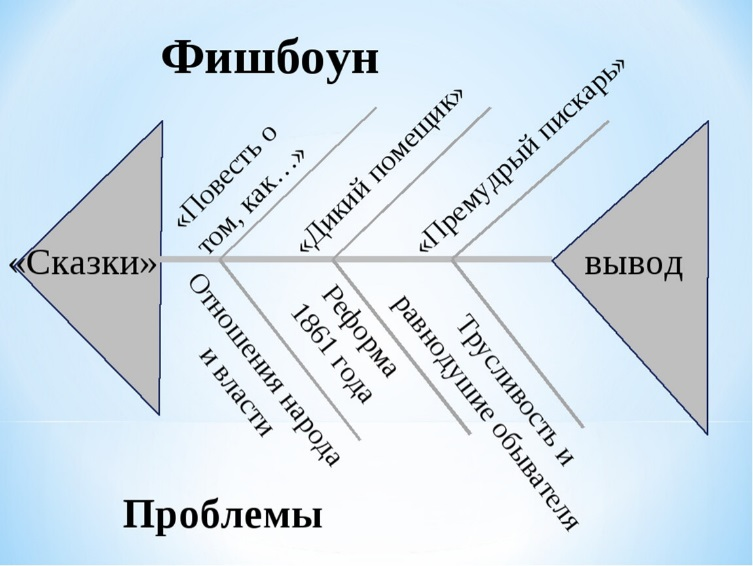 Фишбоун
«Повесть о
том, как…»
«Дикий помещик»
«Премудрый пискарь»
«Сказки»
вывод
Отношения народа
и власти
Реформа
1861 года
Трусливость и
равнодушие обывателя
Проблемы